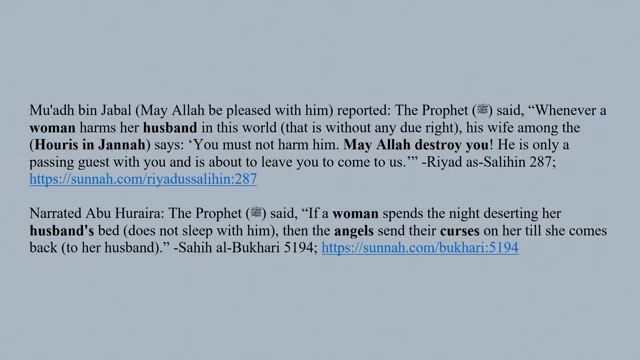 Mu'adh bin Jabal (May Allah be pleased with him) reported: The Prophet (ﷺ) said, “Whenever a
woman harms her husband in this world (that is without any due right), his wife among the
(Houris in Jannah) says: ‘You must not harm him. May Allah destroy you! He is only a
passing guest with you and is about to leave you to come to us.’” -Riyad as-Salihin 287;
https://sunnah.com/riyadussalihin:287
Narrated Abu Huraira: The Prophet (ﷺ) said, “If a woman spends the night deserting her
husband's bed (does not sleep with him), then the angels send their curses on her till she comes
back (to her husband).” -Sahih al-Bukhari 5194; https://sunnah.com/bukhari:5194